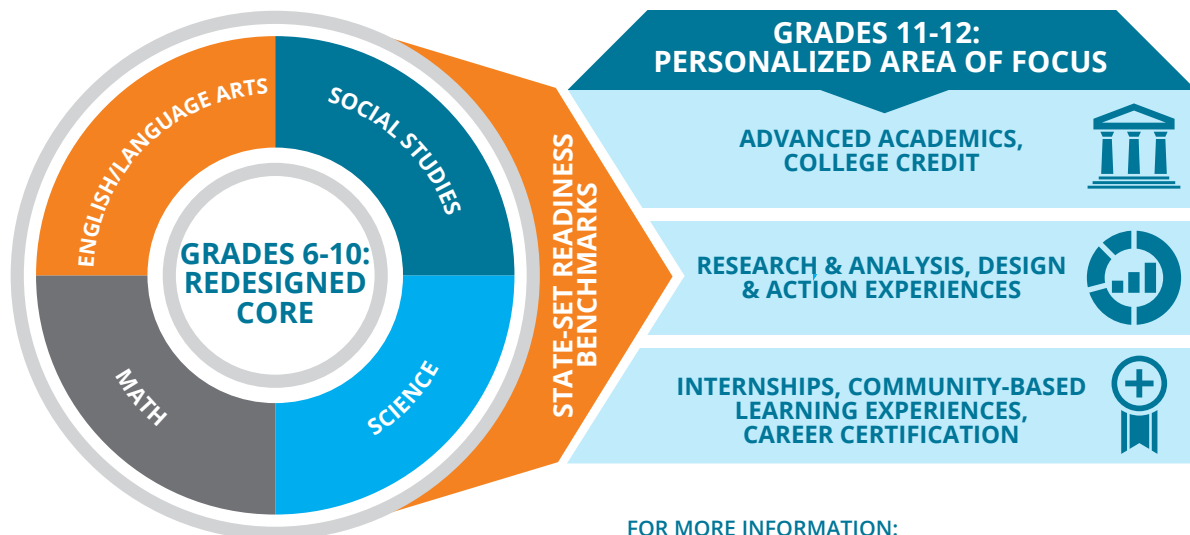 ENGLISH/LANGUAGE ARTS
SOCIAL STUDIES
GRADES 6-10:
REDESIGNED
CORE
MATH
SCIENCE
STATE-SET READINESS
BENCHMARKS
GRADES 11-12:
PERSONALIZED AREA OF FOCUS
ADVANCED ACADEMICS,
COLLEGE CREDIT
RESEARCH & ANALYSIS, DESIGN
& ACTION EXPERIENCES
INTERNSHIPS, COMMUNITY-BASED
LEARNING EXPERIENCES,
CAREER CERTIFICATION
FOR MORE INFORMATION: